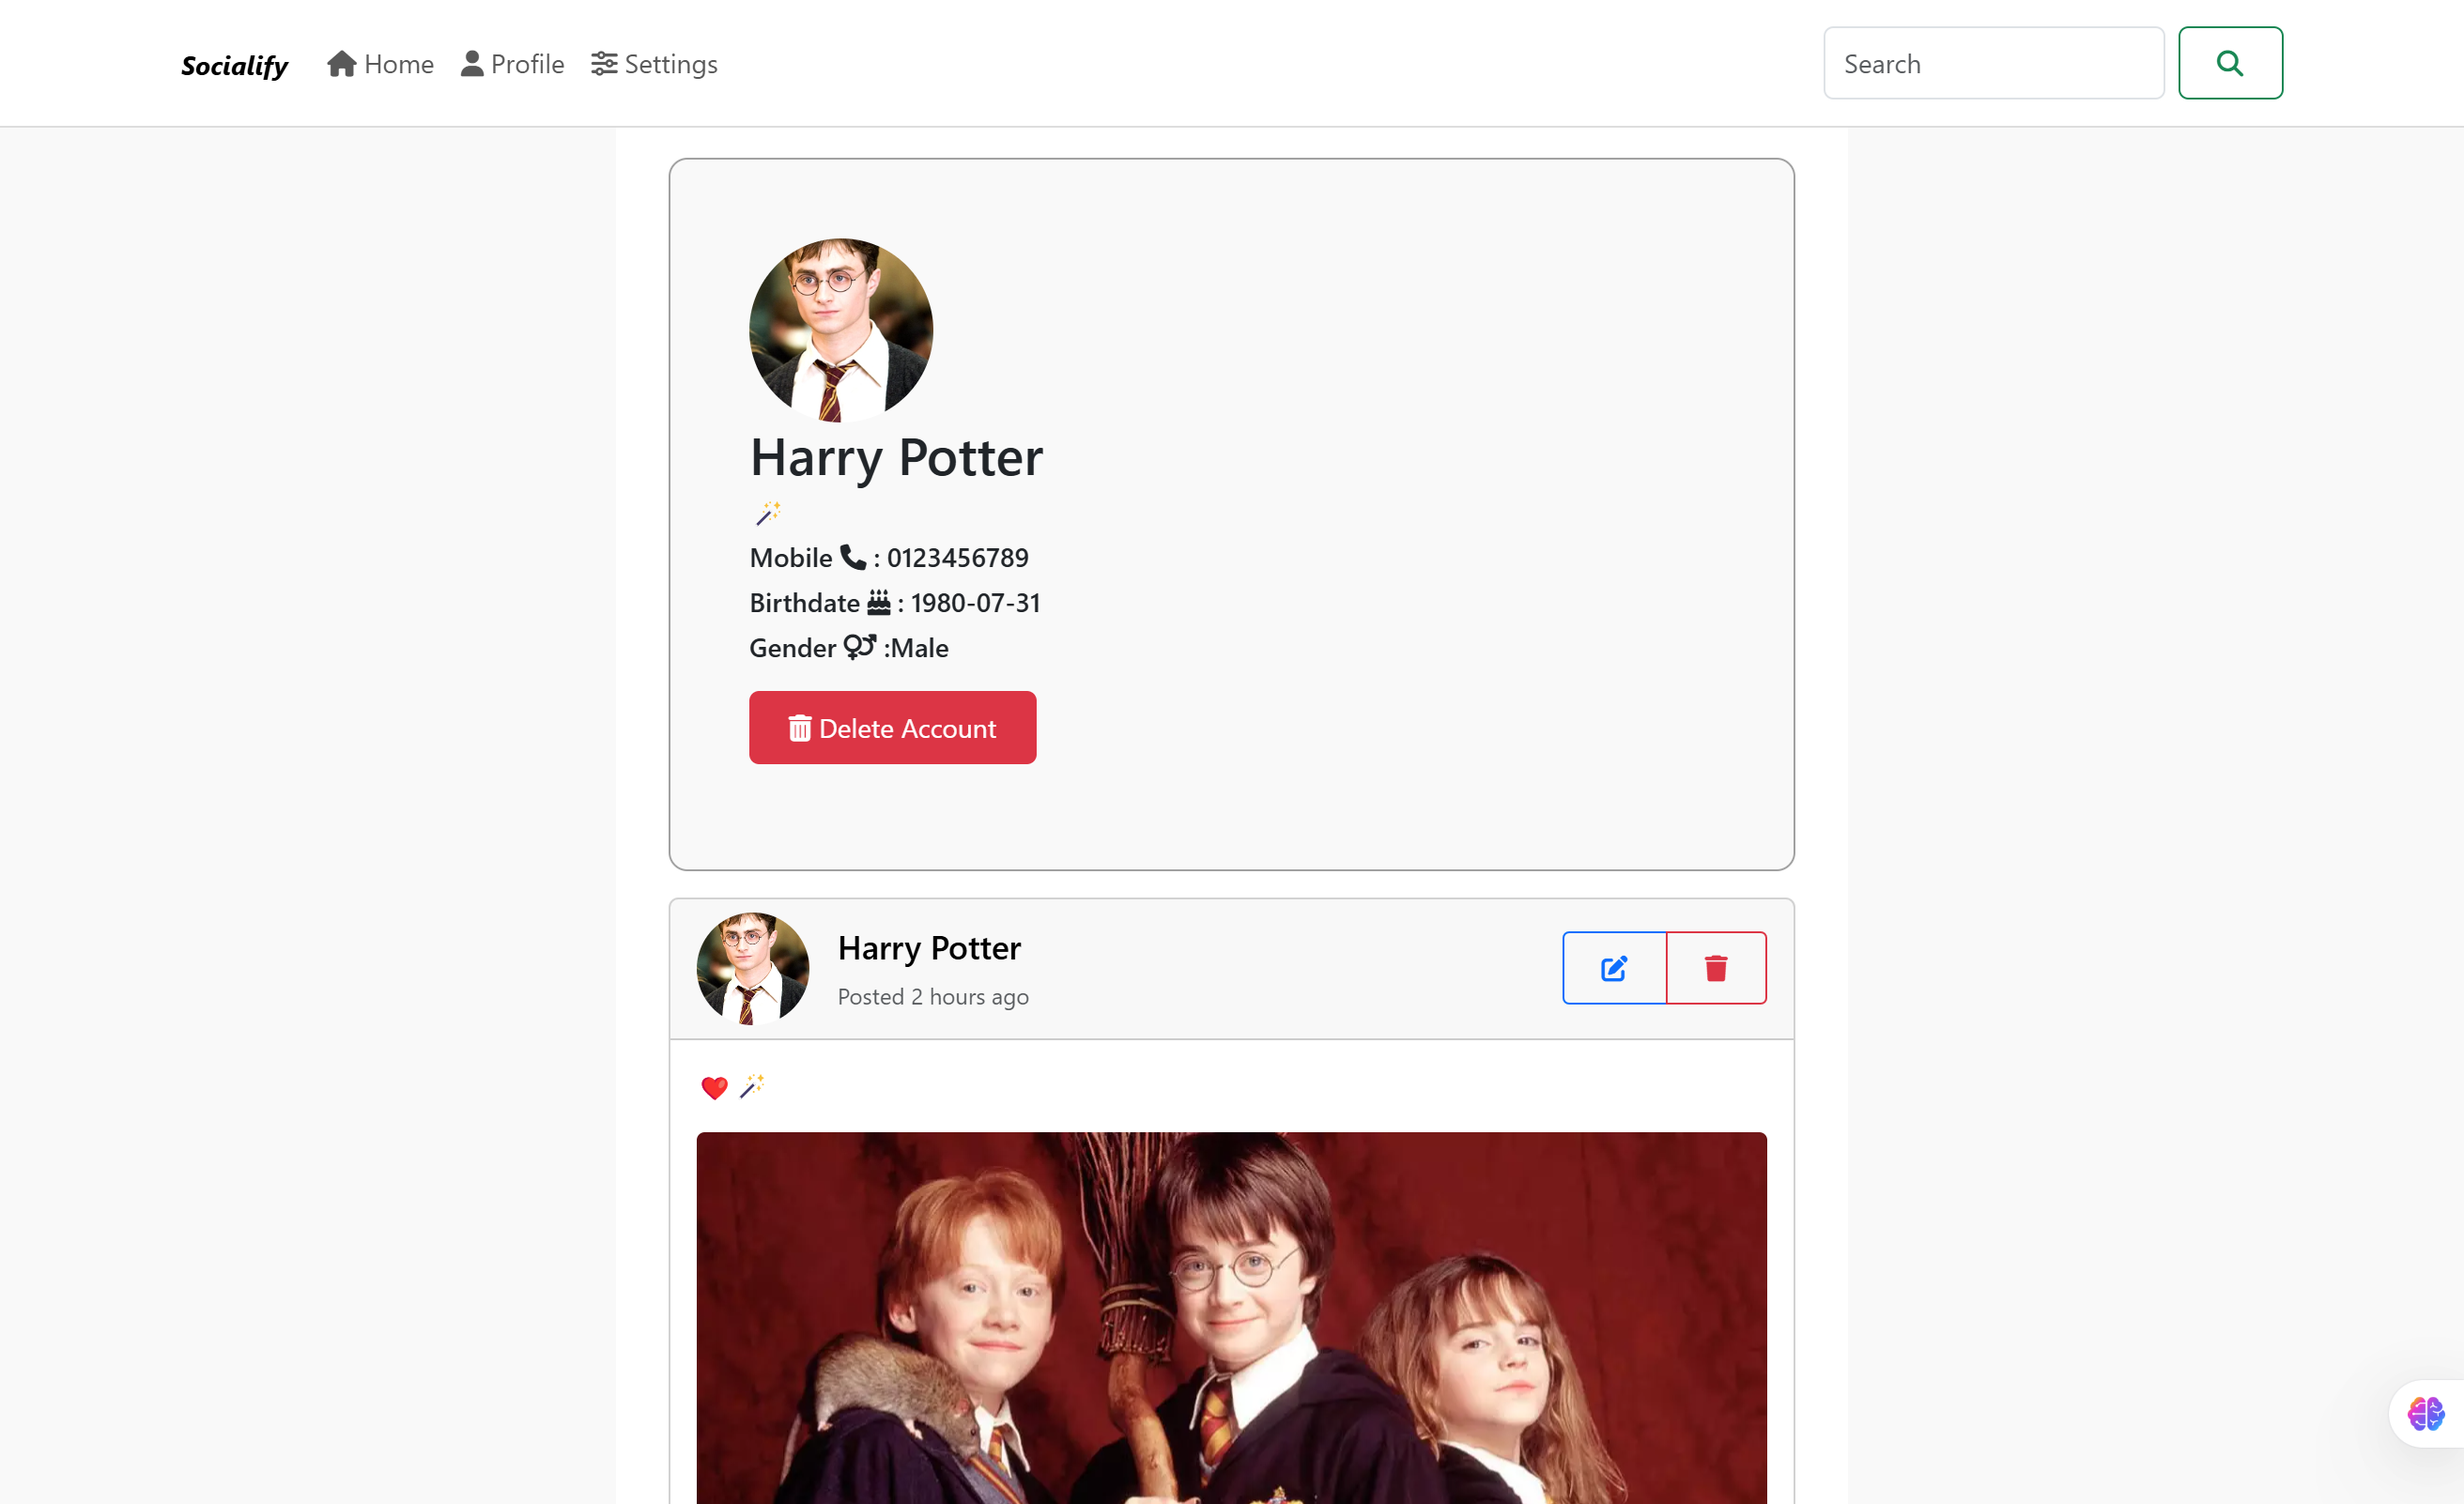 Socialify Home Profile Settings Search
Harry Potter
🪄
Mobile 📞 : 0123456789
Birthdate 🎂 : 1980-07-31
Gender ⚤ :Male
Delete Account
Harry Potter
Posted 2 hours ago
❤️ 🪄